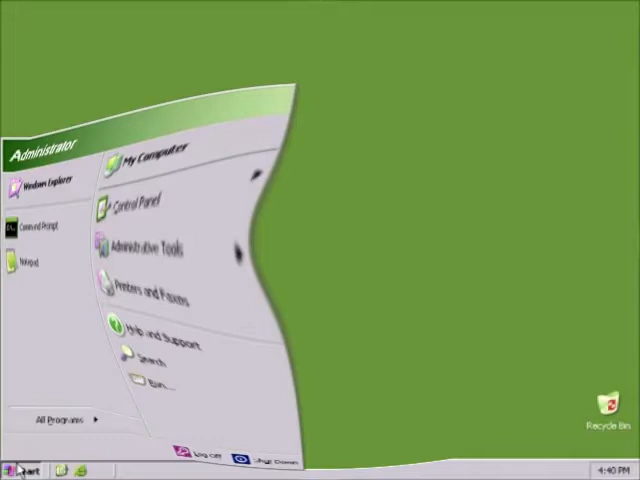 Administrator
Windows Explorer
Command Prompt
Notepad
All Programs
My Computer
Control Panel
Administrative Tools
Printers and Faxes
Help and Support
Search
Run...
Log Off
Shut Down
Recycle Bin
start
4:40 PM